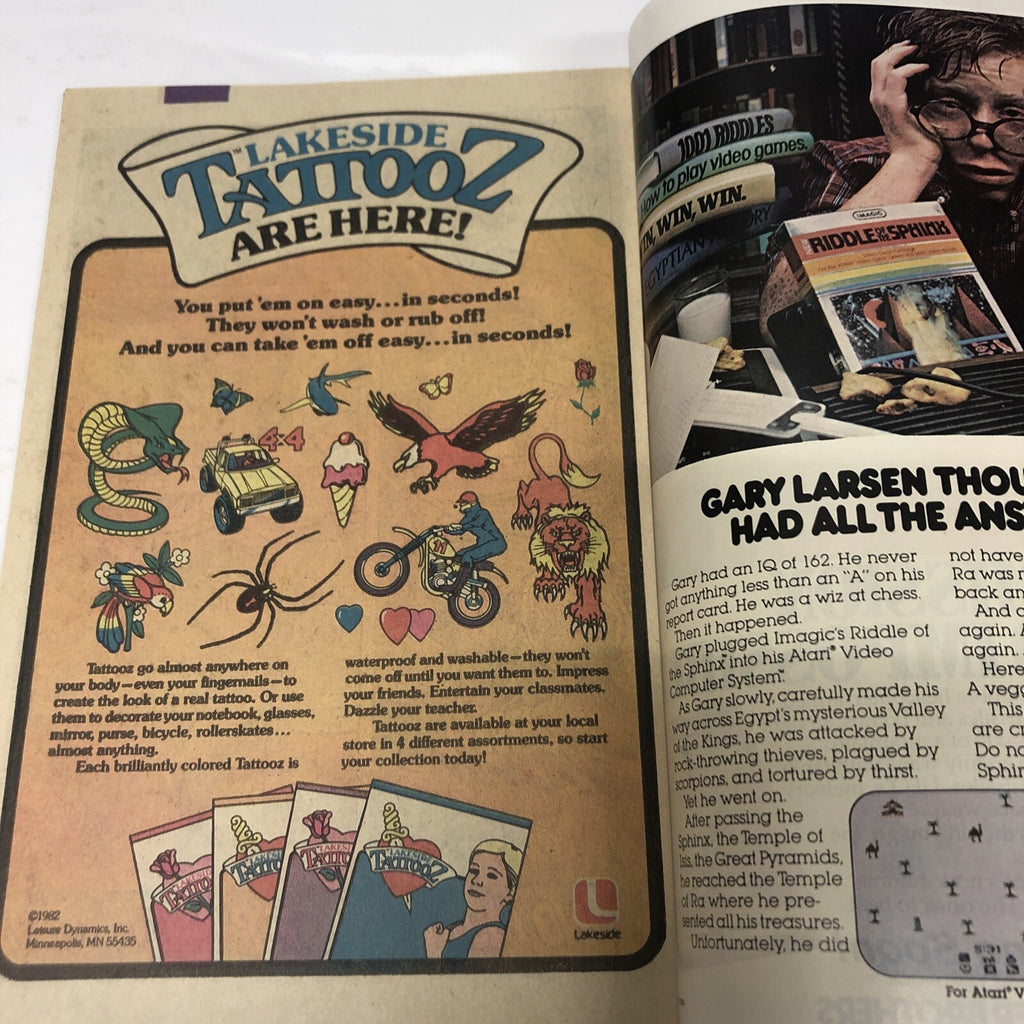 ™LAKESIDE
TATTOOZ
ARE HERE!
You put 'em on easy...in seconds!
They won't wash or rub off!
And you can take 'em off easy...in seconds!
4x4
11
Tattooz go almost anywhere on
your body—even your fingernails—to
create the look of a real tattoo. Or use
them to decorate your notebook, glasses,
mirror, purse, bicycle, rollerskates...
almost anything.
Each brilliantly colored Tattooz is
waterproof and washable—they won't
come off until you want them to. Impress
your friends. Entertain your classmates.
Dazzle your teacher.
Tattooz are available at your local
store in 4 different assortments, so start
your collection today!
LAKESIDE
TATTOOZ
©1982
Leisure Dynamics, Inc.
Minneapolis, MN 55435
Lakeside
1001 RIDDLES
How to play video games.
WIN, WIN.
EGYPTIAN
IMAGIC
RIDDLE OF THE SPHINX
GARY LARSEN THOU
HAD ALL THE ANS
Gary had an IQ of 162. He never
got anything less than an "A" on his
report card. He was a wiz at chess.
Then it happened.
Gary plugged Imagic's Riddle of
the Sphinx™ into his Atari® Video
Computer System™.
As Gary slowly, carefully made his
way across Egypt's mysterious Valley
of the Kings, he was attacked by
rock-throwing thieves, plagued by
scorpions, and tortured by thirst.
Yet he went on.
After passing the
Sphinx, the Temple of
Isis, the Great Pyramids,
he reached the Temple
of Ra where he pre-
sented all his treasures.
Unfortunately, he did
not have
Ra was
back an
And
again.
again.
Here
A vega
This
are cr
Do no
Sphin
5:31
For Atari® V